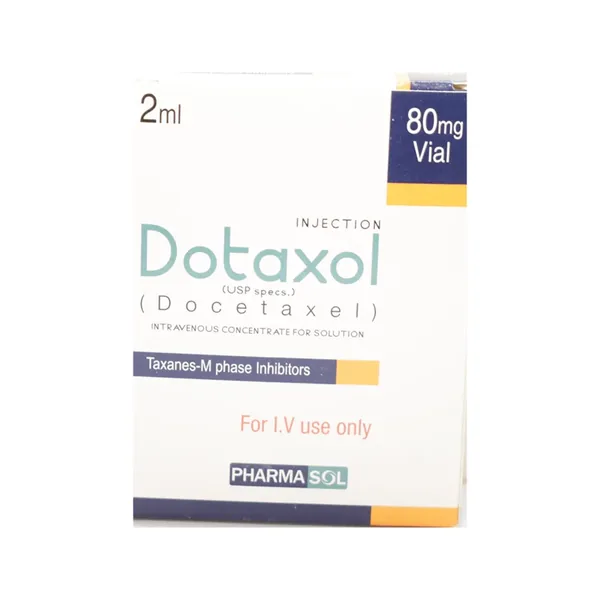 2ml
80mg
Vial
INJECTION
Dotaxol
(USP specs.)
(Docetaxel)
INTRAVENOUS CONCENTRATE FOR SOLUTION
Taxanes-M phase Inhibitors
For I.V use only
PHARMA SOL